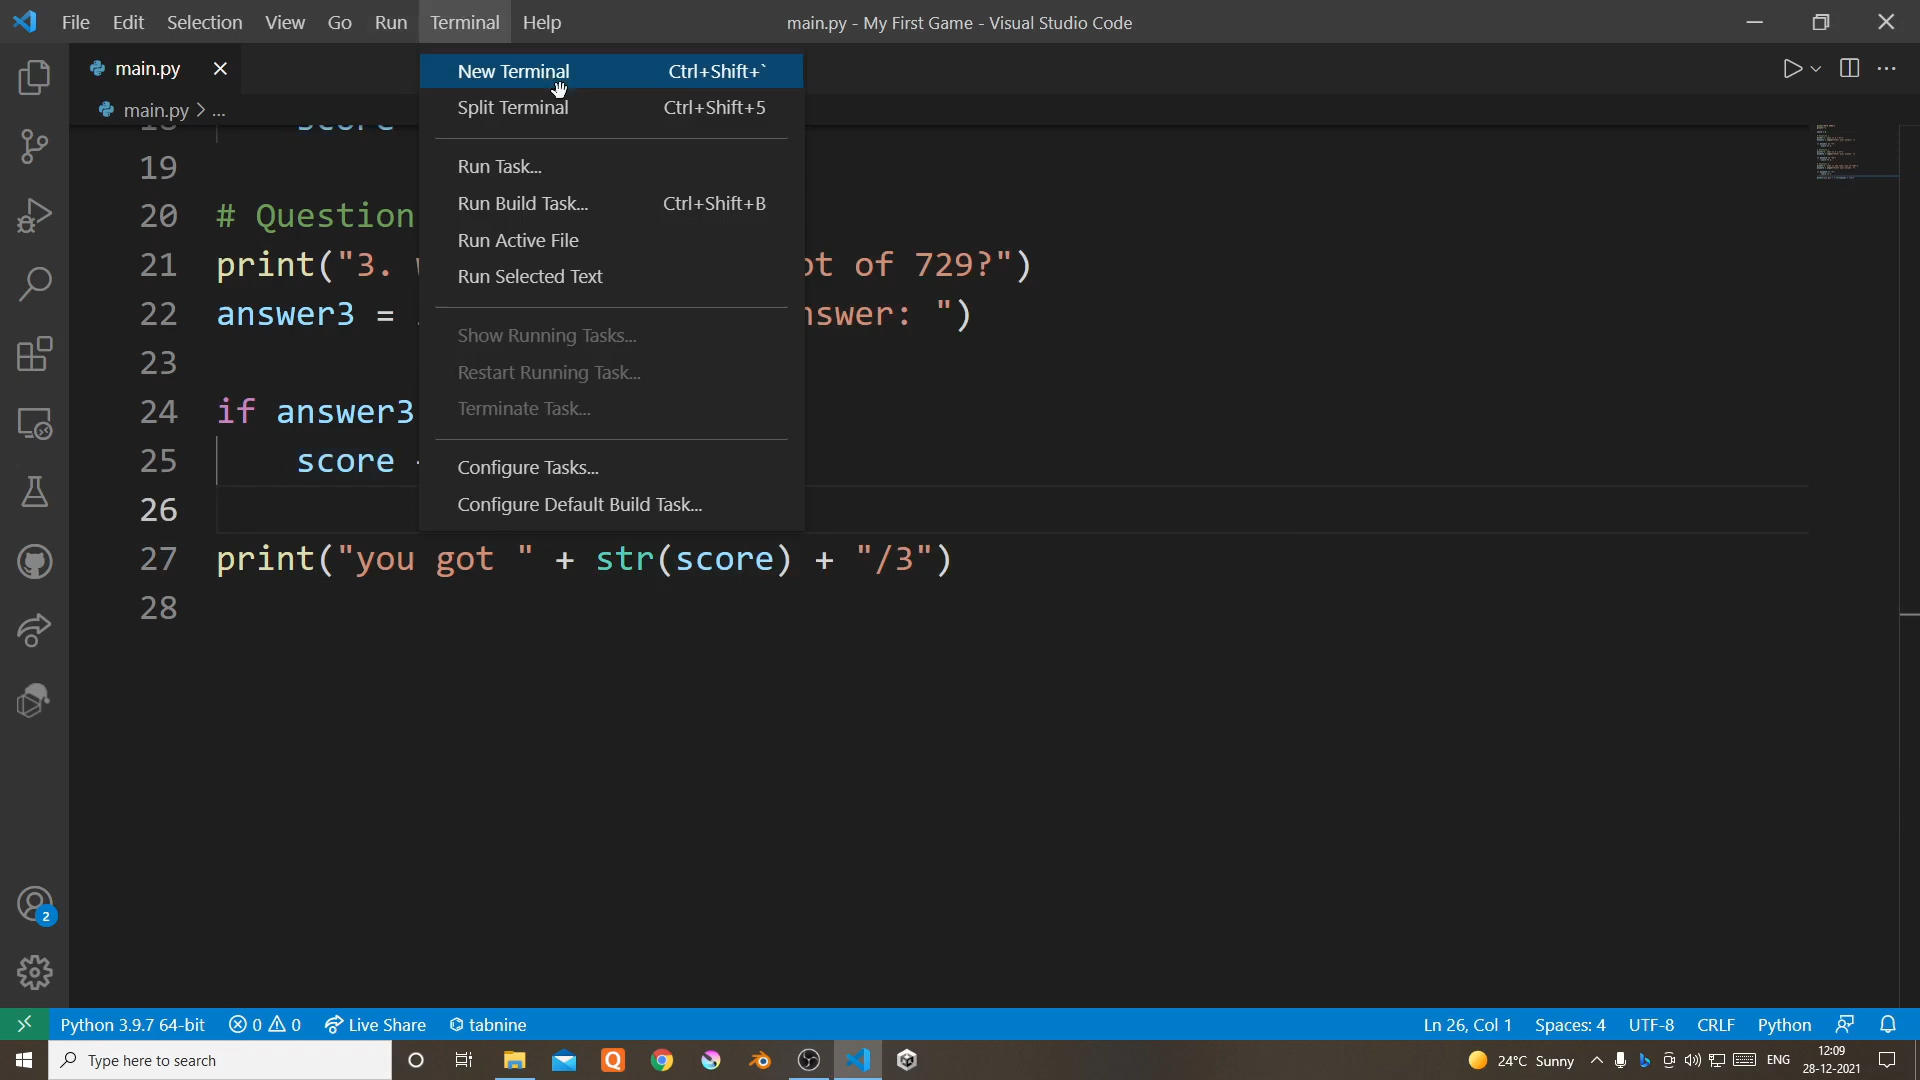 File Edit Selection View Go Run Terminal Help main.py - My First Game - Visual Studio Code
main.py
main.py > ...
New Terminal Ctrl+Shift+`
Split Terminal Ctrl+Shift+5
Run Task...
Run Build Task... Ctrl+Shift+B
Run Active File
Run Selected Text
Show Running Tasks...
Restart Running Task...
Terminate Task...
Configure Tasks...
Configure Default Build Task...
19
20 # Question
21 print("3. ot of 729?")
22 answer3 = nswer: ")
23
24 if answer3
25 score
26
27 print("you got " + str(score) + "/3")
28
2
Python 3.9.7 64-bit 0 0 Live Share tabnine Ln 26, Col 1 Spaces: 4 UTF-8 CRLF Python
Type here to search 24°C Sunny ENG 12:09
28-12-2021